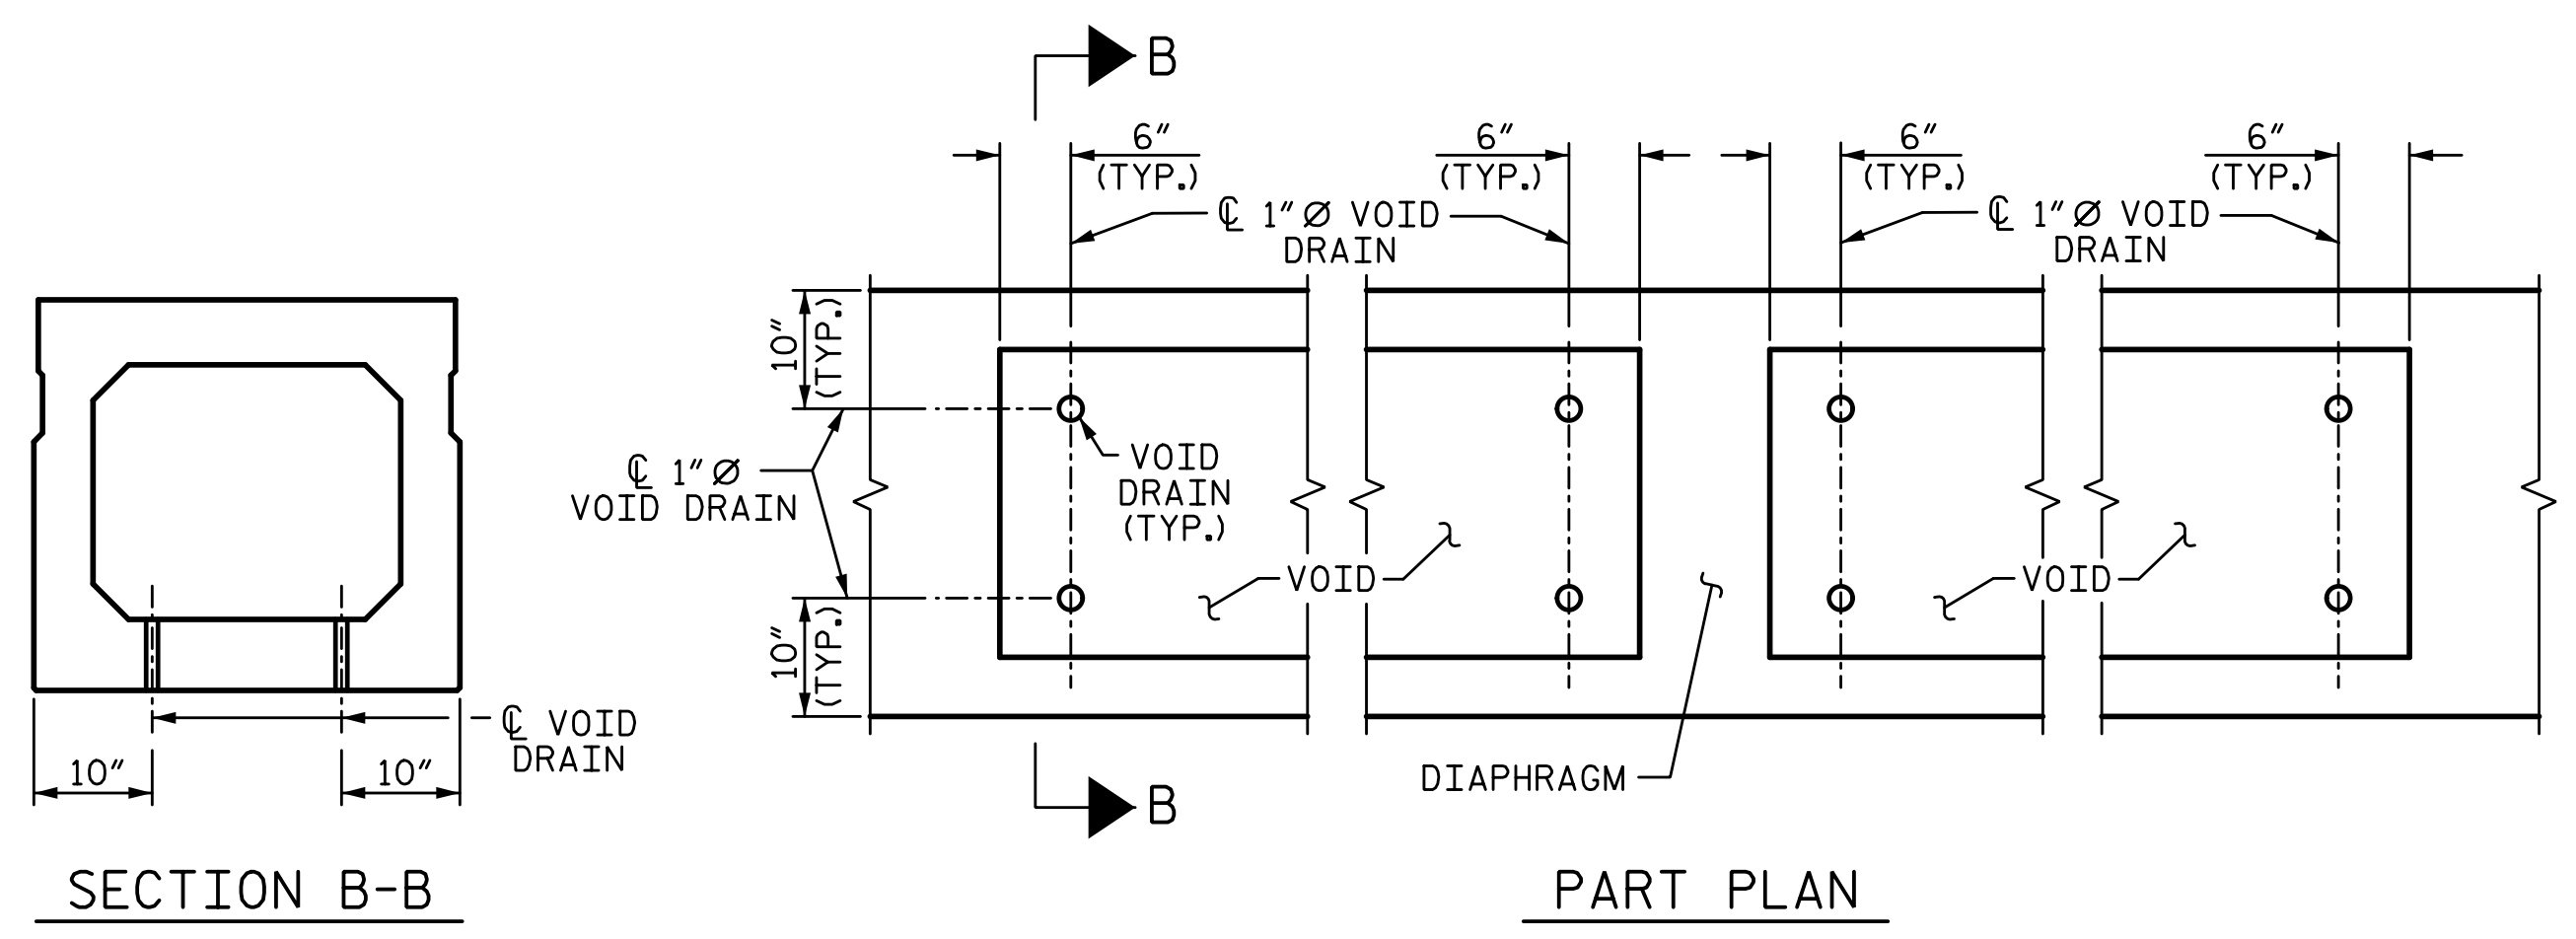 B
6" 6" 6" 6"
(TYP.) (TYP.) (TYP.) (TYP.)
℄ 1"Ø VOID
DRAIN
℄ 1"Ø VOID
DRAIN
10"
(TYP.)
℄ 1"Ø
VOID DRAIN
VOID
DRAIN
(TYP.)
VOID
VOID
10"
(TYP.)
℄ VOID
DRAIN
10" 10"
DIAPHRAGM
B
SECTION B-B
PART PLAN